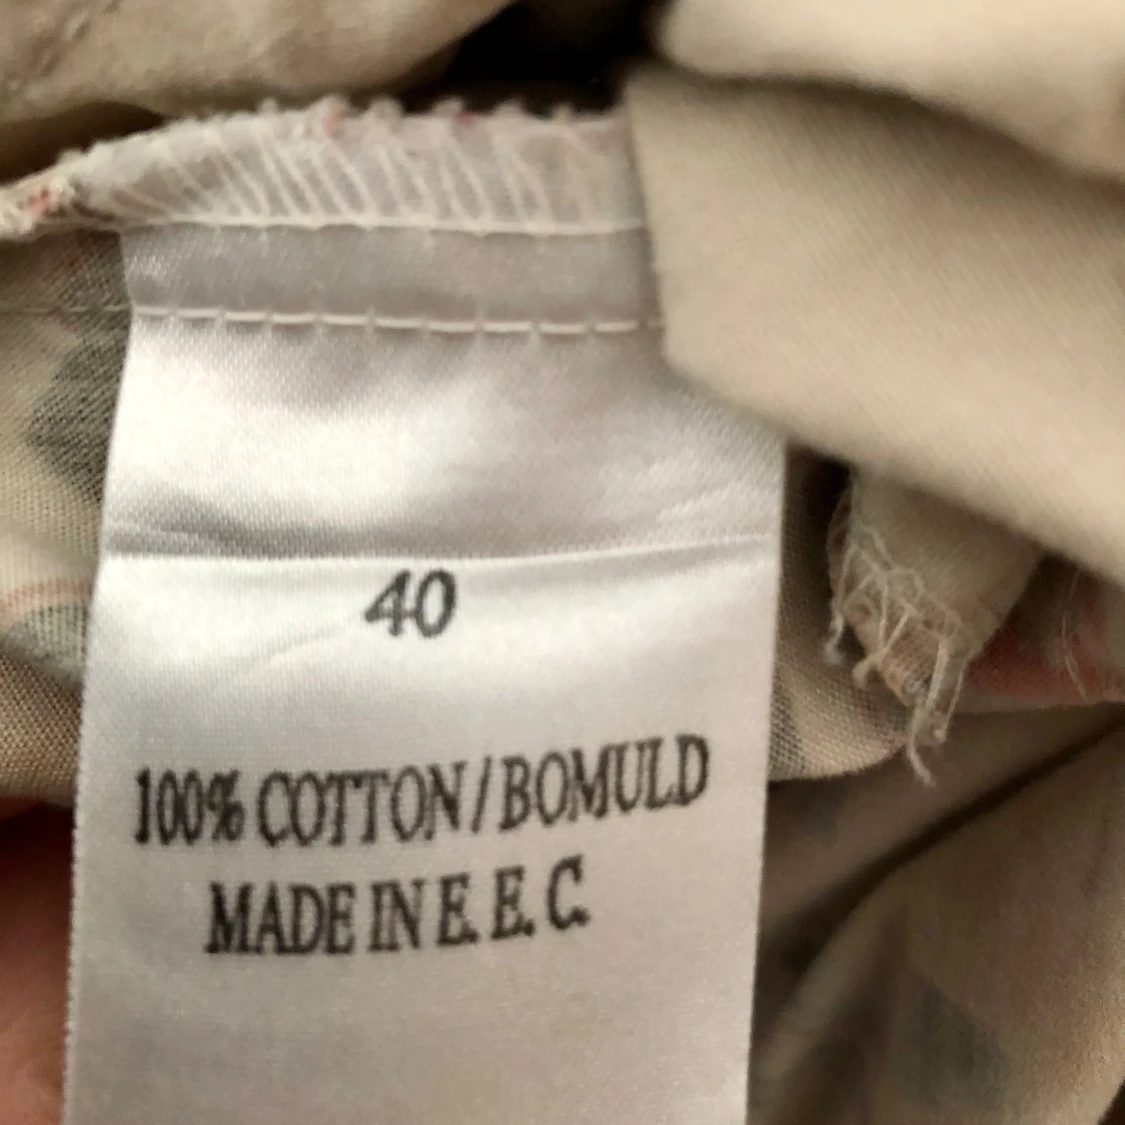 40
100% COTTON/BOMULD
MADE IN E.E.C.